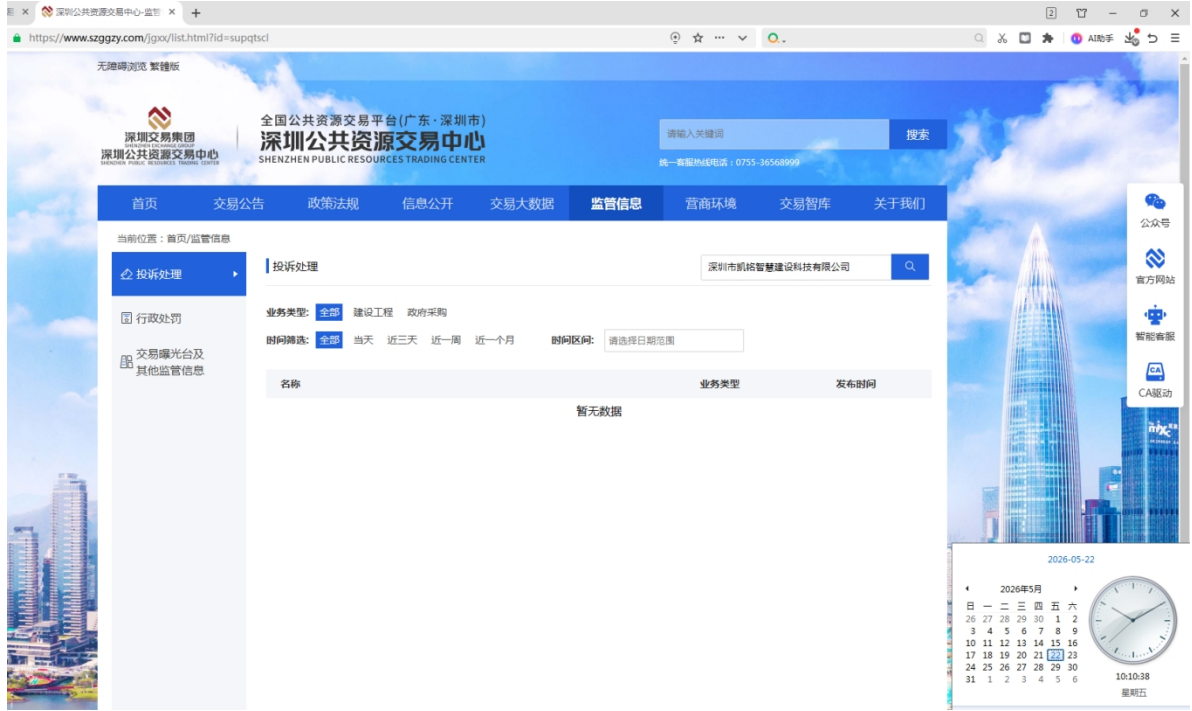 深圳公共资源交易中心-监管
2
https://www.szggzy.com/jgxx/list.html?id=supqtscl
AI助手
无障碍浏览 繁體版
深圳交易集团
SHENZHEN EXCHANGE GROUP
深圳公共资源交易中心
SHENZHEN PUBLIC RESOURCES TRADING CENTER
全国公共资源交易平台(广东·深圳市)
深圳公共资源交易中心
SHENZHEN PUBLIC RESOURCES TRADING CENTER
请输入关键词
搜索
统一客服热线电话：0755-36568999
首页 交易公告 政策法规 信息公开 交易大数据 监管信息 营商环境 交易智库 关于我们
当前位置：首页/监管信息
投诉处理
行政处罚
交易曝光台及
其他监管信息
投诉处理
深圳市凯铭智慧建设科技有限公司
业务类型: 全部 建设工程 政府采购
时间筛选: 全部 当天 近三天 近一周 近一个月 时间区间: 请选择日期范围
名称 业务类型 发布时间
暂无数据
公众号
官方网站
智能客服
CA
CA驱动
mixc
2026-05-22
2026年5月
日 一 二 三 四 五 六
26 27 28 29 30 1 2
3 4 5 6 7 8 9
10 11 12 13 14 15 16
17 18 19 20 21 22 23
24 25 26 27 28 29 30
31 1 2 3 4 5 6
10:10:38
星期五